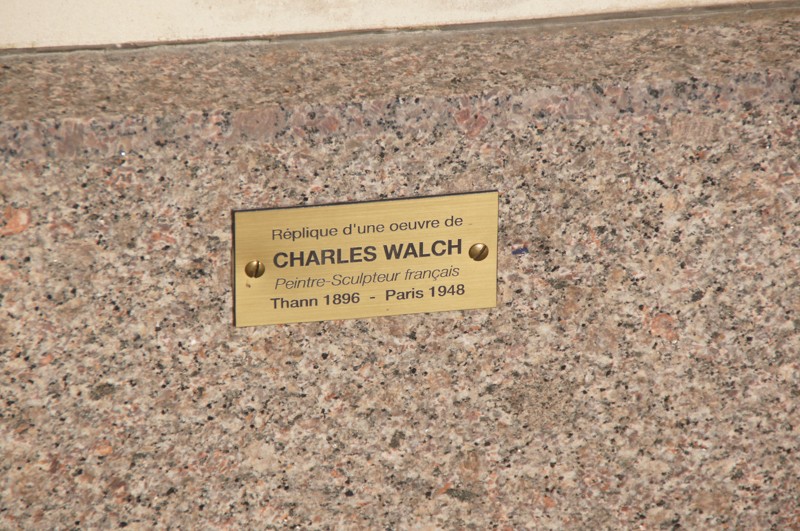 Réplique d'une oeuvre de
CHARLES WALCH
Peintre-Sculpteur français
Thann 1896 - Paris 1948